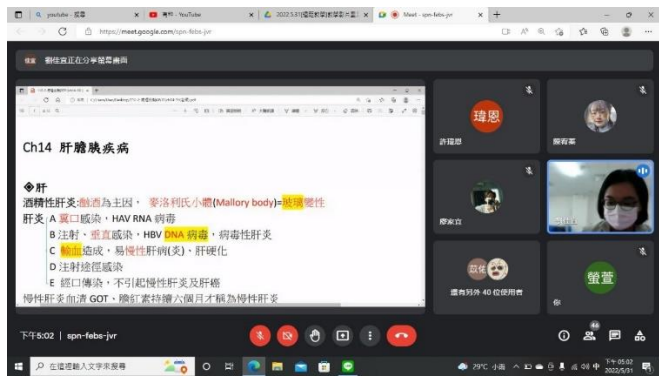 youtube - 搜尋
YouTube
Meet - spn-febs-jvr
https://meet.google.com/spn-febs-jvr
劉佳宜正在分享螢幕畫面
Ch14 肝膽胰疾病
◈肝
酒精性肝炎:酗酒為主因， 麥洛利氏小體(Mallory body)=玻璃變性
肝炎 A 糞口感染，HAV RNA 病毒
B 注射，垂直感染，HBV DNA 病毒，病毒性肝炎
C 輸血造成，易慢性肝病(炎)、肝硬化
D 注射途徑感染
E 經口傳染，不引起慢性肝炎及肝癌
慢性肝炎血清 GOT、膽紅素持續六個月才稱為慢性肝炎
瑋恩
許瑋恩
廖家立
還有另外 40 位使用者
螢萱
你
下午5:02 | spn-febs-jvr
46
在這裡輸入文字來搜尋
29°C 小雨
下午 05:02
2022/5/31